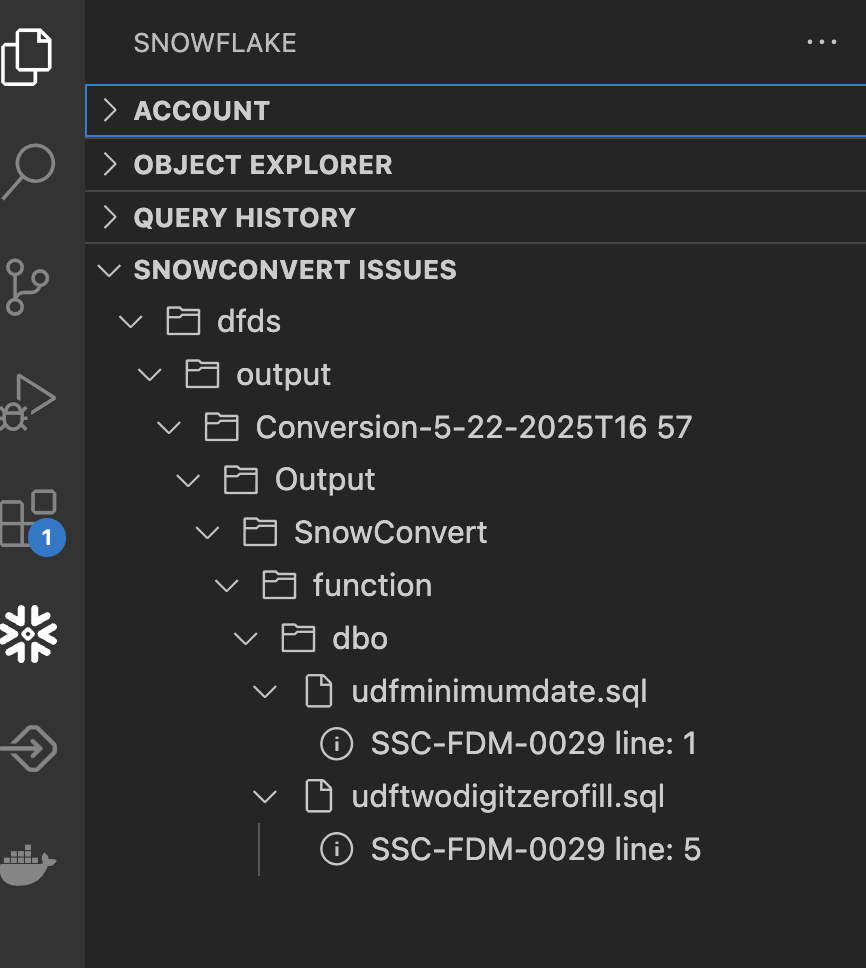 SNOWFLAKE
ACCOUNT
OBJECT EXPLORER
QUERY HISTORY
SNOWCONVERT ISSUES
dfds
output
Conversion-5-22-2025T16 57
Output
SnowConvert
function
1
dbo
udfminimumdate.sql
SSC-FDM-0029 line: 1
udftwodigitzerofill.sql
SSC-FDM-0029 line: 5